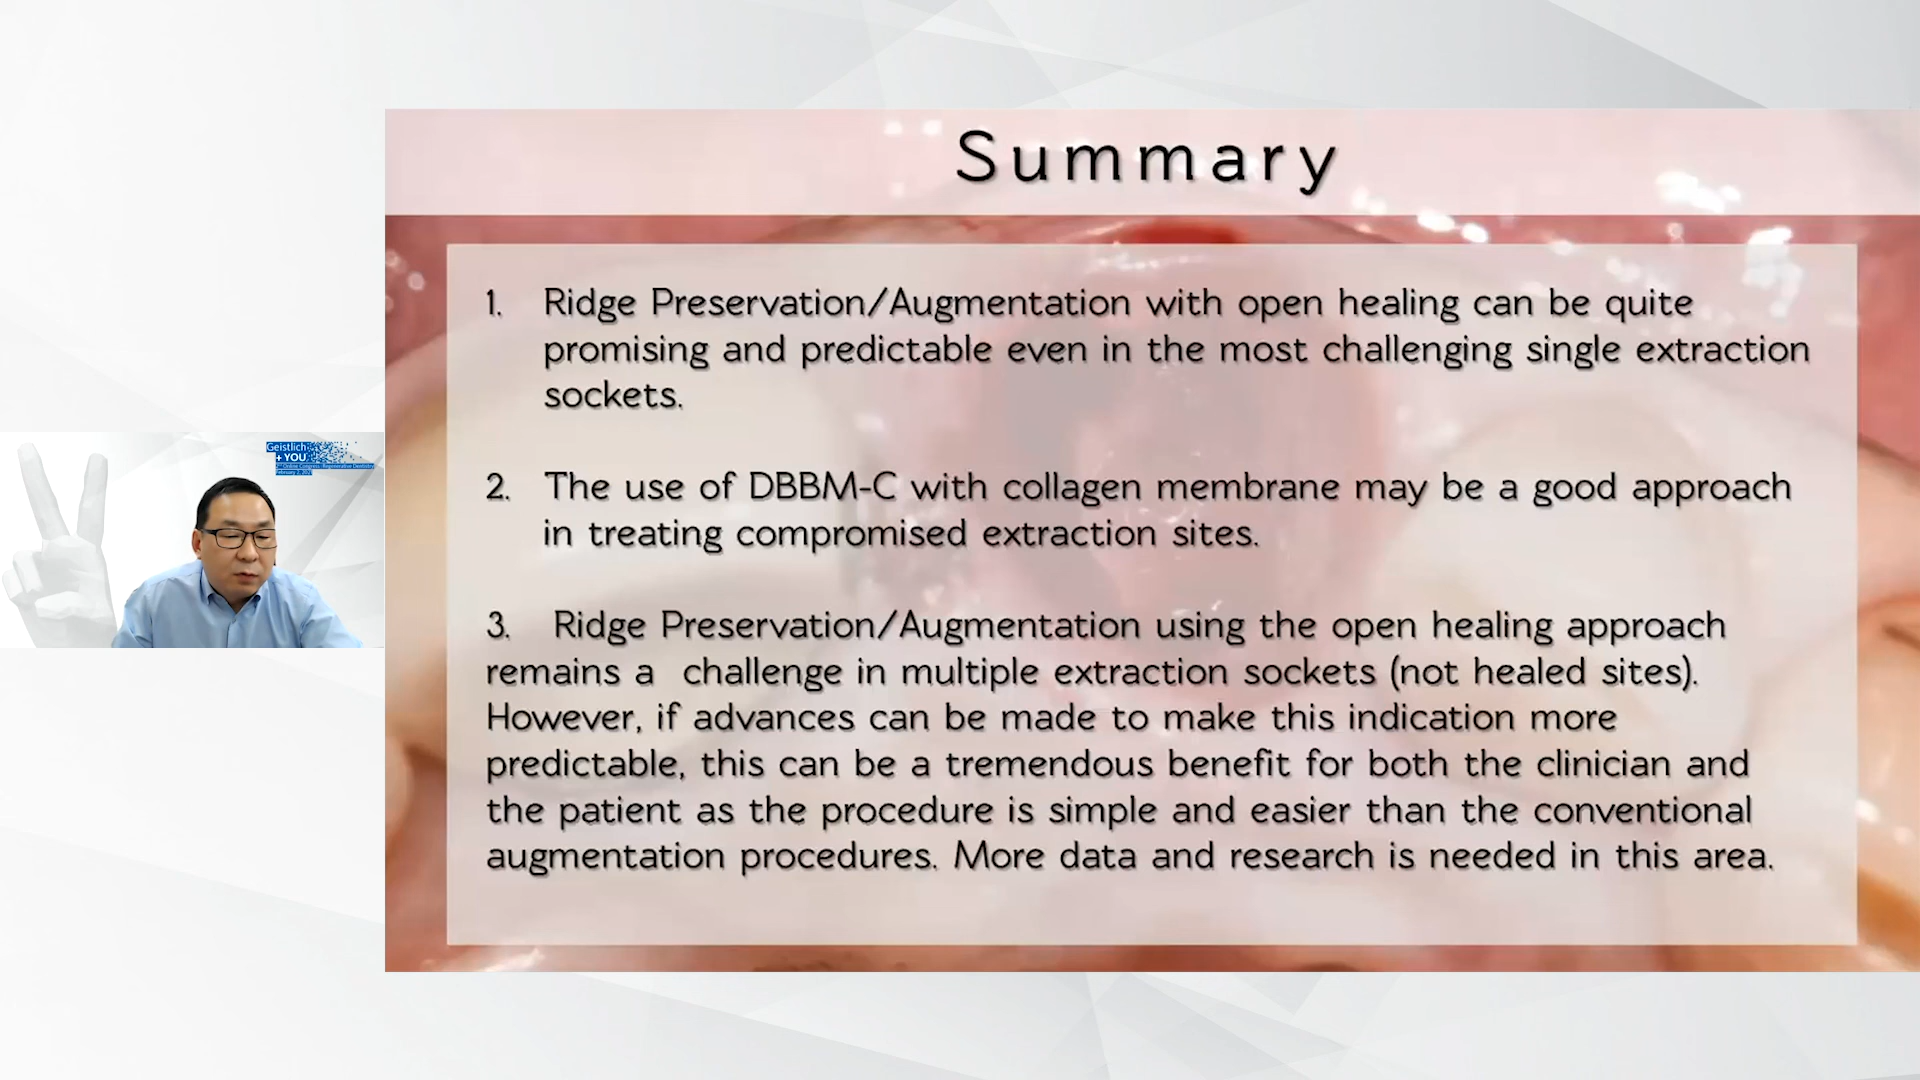 Summary
1. Ridge Preservation/Augmentation with open healing can be quite
promising and predictable even in the most challenging single extraction
sockets.
2. The use of DBBM-C with collagen membrane may be a good approach
in treating compromised extraction sites.
3. Ridge Preservation/Augmentation using the open healing approach
remains a challenge in multiple extraction sockets (not healed sites).
However, if advances can be made to make this indication more
predictable, this can be a tremendous benefit for both the clinician and
the patient as the procedure is simple and easier than the conventional
augmentation procedures. More data and research is needed in this area.
Geistlich
+ YOU
Online Congress: Regenerative Dentistry